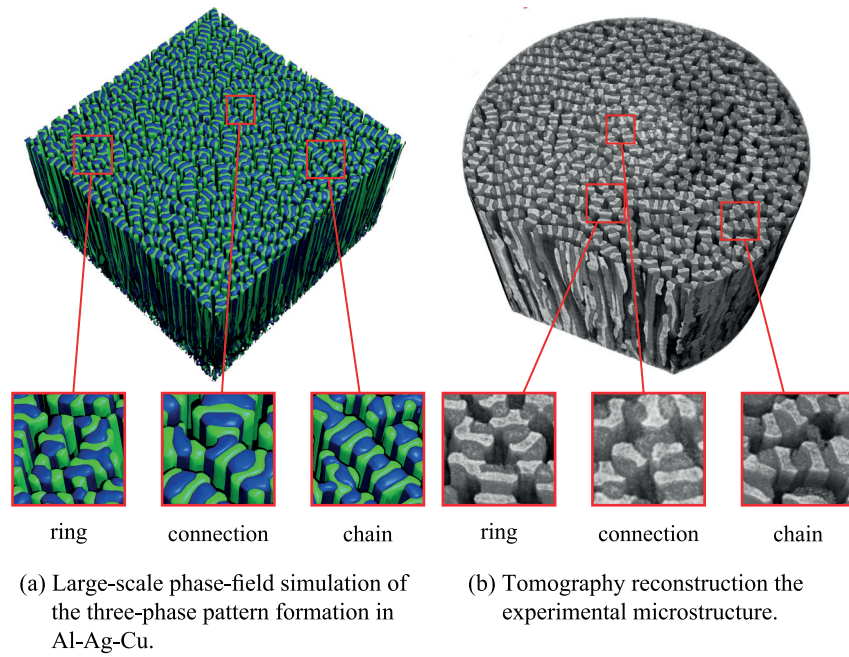 ring
connection
chain
ring
connection
chain
(a) Large-scale phase-field simulation of
the three-phase pattern formation in
Al-Ag-Cu.
(b) Tomography reconstruction the
experimental microstructure.